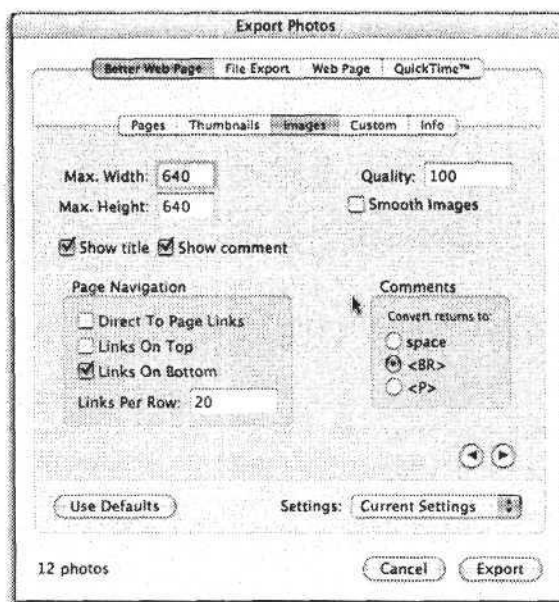 Export Photos
Better Web Page File Export Web Page QuickTime™
Pages Thumbnails Images Custom Info
Max. Width: 640 Quality: 100
Max. Height: 640 Smooth Images
Show title Show comment
Page Navigation Comments
Direct To Page Links Convert returns to:
Links On Top space
Links On Bottom <BR>
Links Per Row: 20 <P>
Use Defaults Settings: Current Settings
12 photos Cancel Export